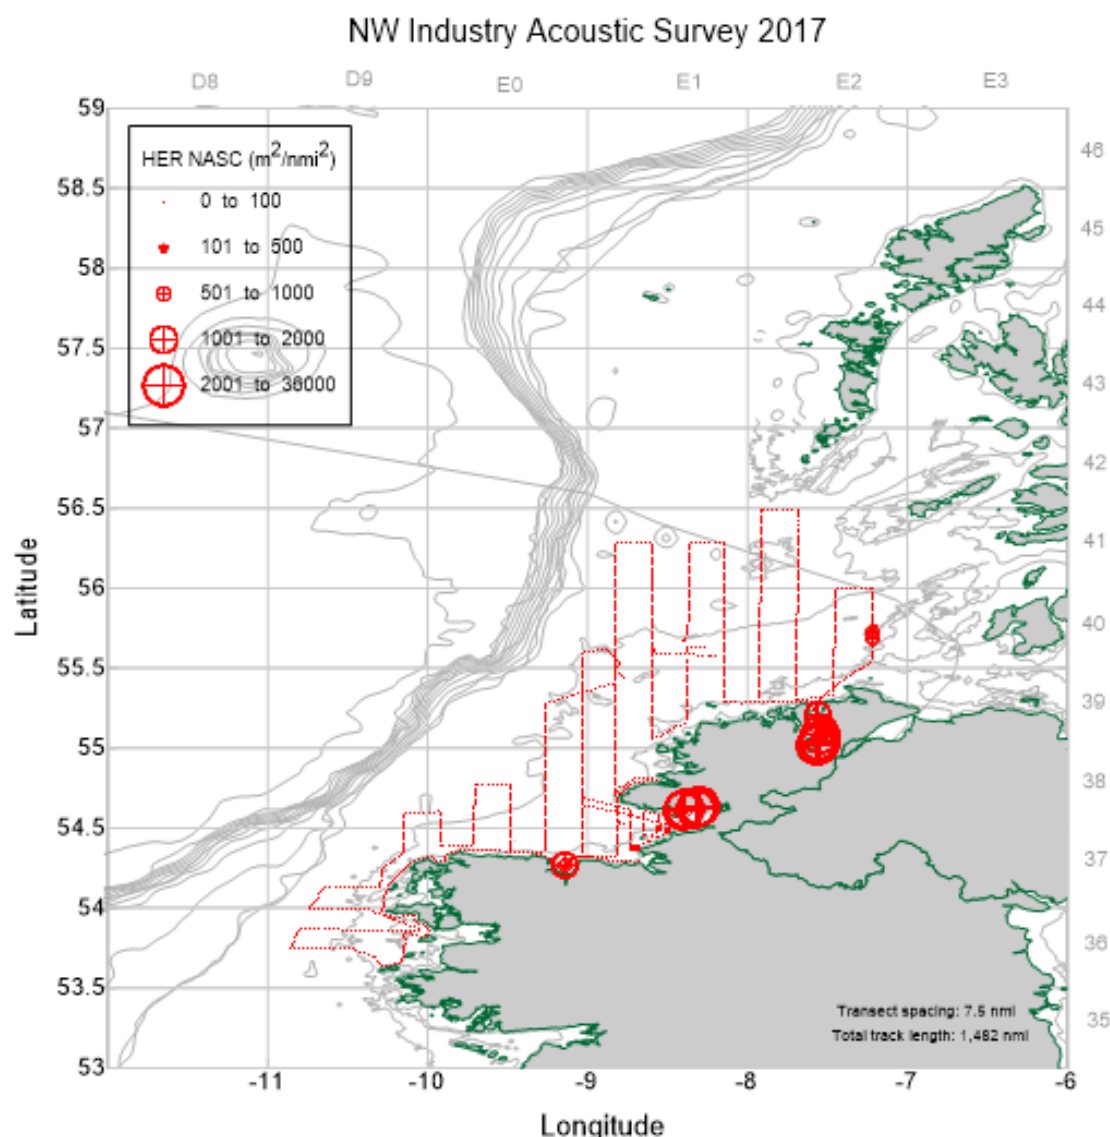 NW Industry Acoustic Survey 2017
D8 D9 E0 E1 E2 E3
59
58.5
58
57.5
57
56.5
56
55.5
55
54.5
54
53.5
53
Latitude
HER NASC (m²/nmi²)
0 to 100
101 to 500
501 to 1000
1001 to 2000
2001 to 36000
46
45
44
43
42
41
40
39
38
37
36
35
Transect spacing: 7.5 nmi
Total track length: 1,482 nmi
-11 -10 -9 -8 -7 -6
Longitude